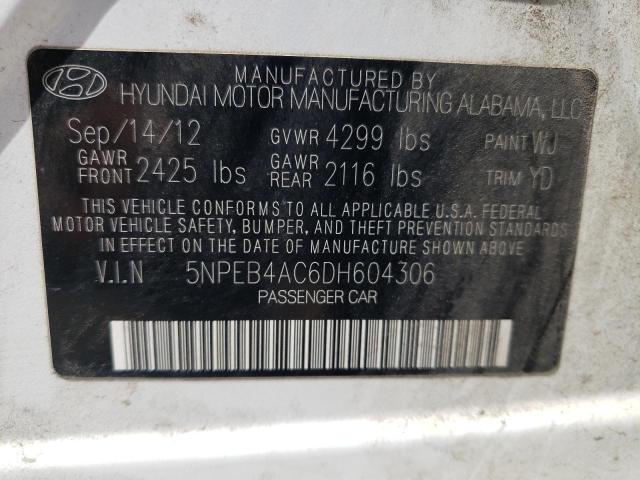 MANUFACTURED BY
HYUNDAI MOTOR MANUFACTURING ALABAMA, LLC
Sep/14/12 GVWR 4299 lbs PAINT WJ
GAWR FRONT 2425 lbs GAWR REAR 2116 lbs TRIM YD
THIS VEHICLE CONFORMS TO ALL APPLICABLE U.S.A. FEDERAL
MOTOR VEHICLE SAFETY, BUMPER, AND THEFT PREVENTION STANDARDS
IN EFFECT ON THE DATE OF MANUFACTURE SHOWN ABOVE.
V.I.N 5NPEB4AC6DH604306
PASSENGER CAR